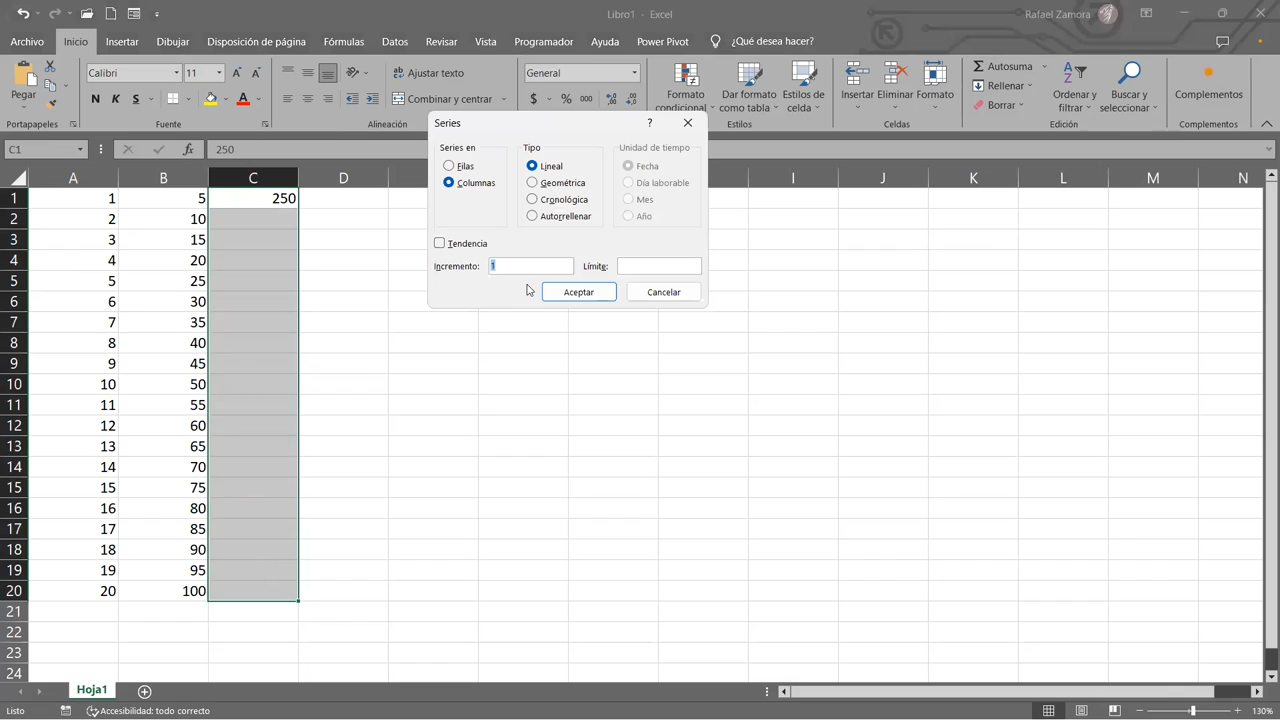 Libro1 - Excel
Rafael Zamora
Archivo Inicio Insertar Dibujar Disposición de página Fórmulas Datos Revisar Vista Programador Ayuda Power Pivot ¿Qué desea hacer?
Pegar
Calibri 11
N K S
Ajustar texto
Combinar y centrar
General
$ % 000
Formato condicional
Dar formato como tabla
Estilos de celda
Insertar
Eliminar
Formato
Autosuma
Rellenar
Borrar
Ordenar y filtrar
Buscar y seleccionar
Complementos
Portapapeles Fuente Alineación Estilos Celdas Edición Complementos
C1 fx 250
Series ?
Series en
Filas
Columnas
Tipo
Lineal
Geométrica
Cronológica
Autorrellenar
Unidad de tiempo
Fecha
Día laborable
Mes
Año
Tendencia
Incremento: 1 Límite:
Aceptar Cancelar
A B C D I J K L M N
1 1 5 250
2 2 10
3 3 15
4 4 20
5 5 25
6 6 30
7 7 35
8 8 40
9 9 45
10 10 50
11 11 55
12 12 60
13 13 65
14 14 70
15 15 75
16 16 80
17 17 85
18 18 90
19 19 95
20 20 100
21
22
23
24
Hoja1
Listo Accesibilidad: todo correcto 130%